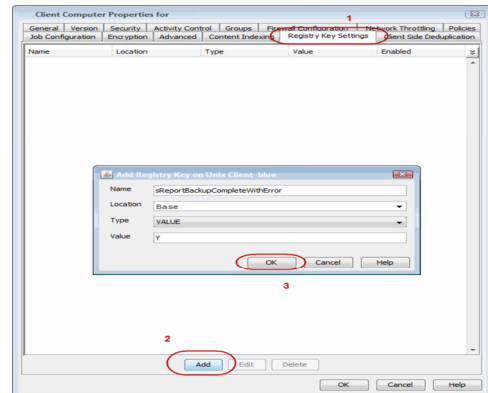 Client Computer Properties for
1
General Version Security Activity Control Groups Firewall Configuration Network Throttling Policies
Job Configuration Encryption Advanced Content Indexing Registry Key Settings Client Side Deduplication
Name Location Type Value Enabled
Add Registry Key on Unix Client blue
Name sReportBackupCompleteWithError
Location Base
Type VALUE
Value Y
OK Cancel Help
3
2
Add Edit Delete
OK Cancel Help